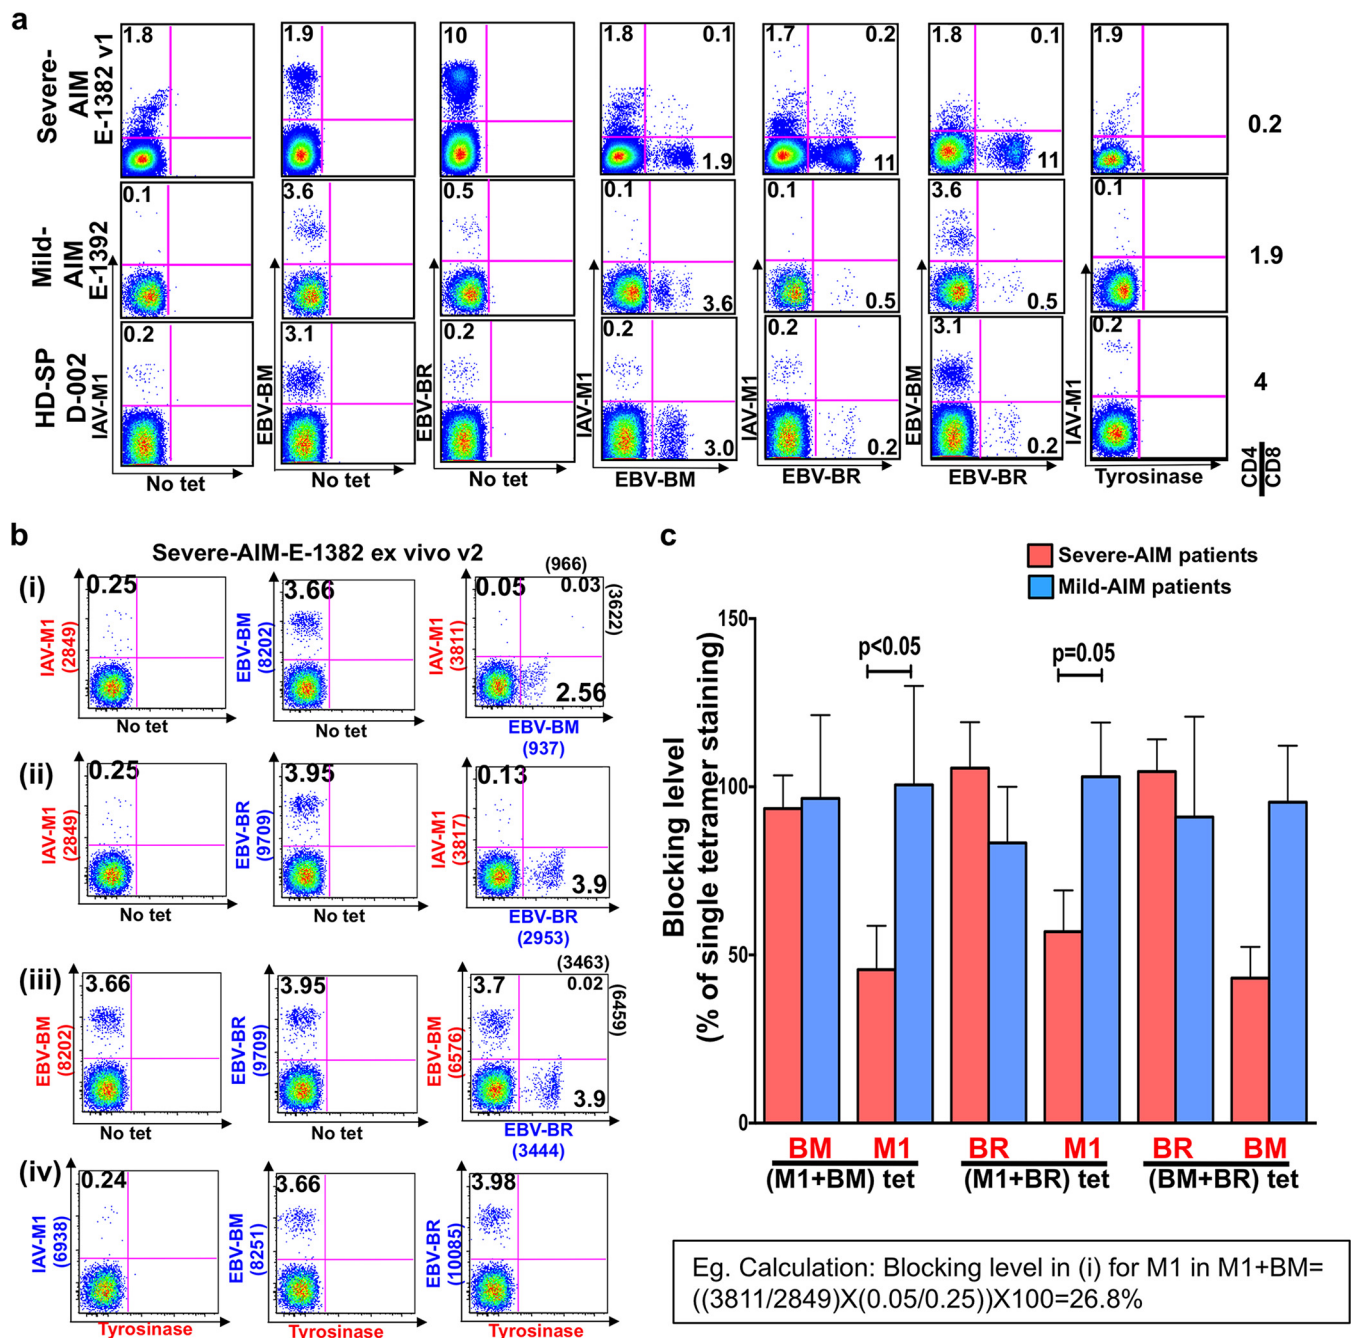 a
Severe-
AIM
E-1382 v1
1.8
1.9
10
1.8 0.1
1.9
1.7 0.2
11
1.8 0.1
11
1.9
0.2
Mild-
AIM
E-1392
0.1
3.6
0.5
0.1
3.6
0.1
0.5
3.6
0.5
0.1
1.9
HD-SP
D-002
IAV-M1
0.2
EBV-BM
3.1
EBV-BR
0.2
IAV-M1
0.2
3.0
IAV-M1
0.2
0.2
EBV-BM
3.1
0.2
IAV-M1
0.2
4
No tet
No tet
No tet
EBV-BM
EBV-BR
EBV-BR
Tyrosinase
CD4
CD8
b
Severe-AIM-E-1382 ex vivo v2
(i)
IAV-M1
(2849)
0.25
No tet
EBV-BM
(8202)
3.66
No tet
IAV-M1
(3811)
(966)
0.05 0.03
(3622)
2.56
EBV-BM
(937)
(ii)
IAV-M1
(2849)
0.25
No tet
EBV-BR
(9709)
3.95
No tet
IAV-M1
(3817)
0.13
3.9
EBV-BR
(2953)
(iii)
EBV-BM
(8202)
3.66
No tet
EBV-BR
(9709)
3.95
No tet
EBV-BM
(6576)
(3463)
3.7 0.02
(6459)
3.9
EBV-BR
(3444)
(iv)
IAV-M1
(6938)
0.24
Tyrosinase
EBV-BM
(8251)
3.66
Tyrosinase
EBV-BR
(10085)
3.98
Tyrosinase
c
Severe-AIM patients
Mild-AIM patients
Blocking level
(% of single tetramer staining)
150
100
50
0
p<0.05
p=0.05
BM M1 BR M1 BR BM
(M1+BM) tet (M1+BR) tet (BM+BR) tet
Eg. Calculation: Blocking level in (i) for M1 in M1+BM=
((3811/2849)X(0.05/0.25))X100=26.8%